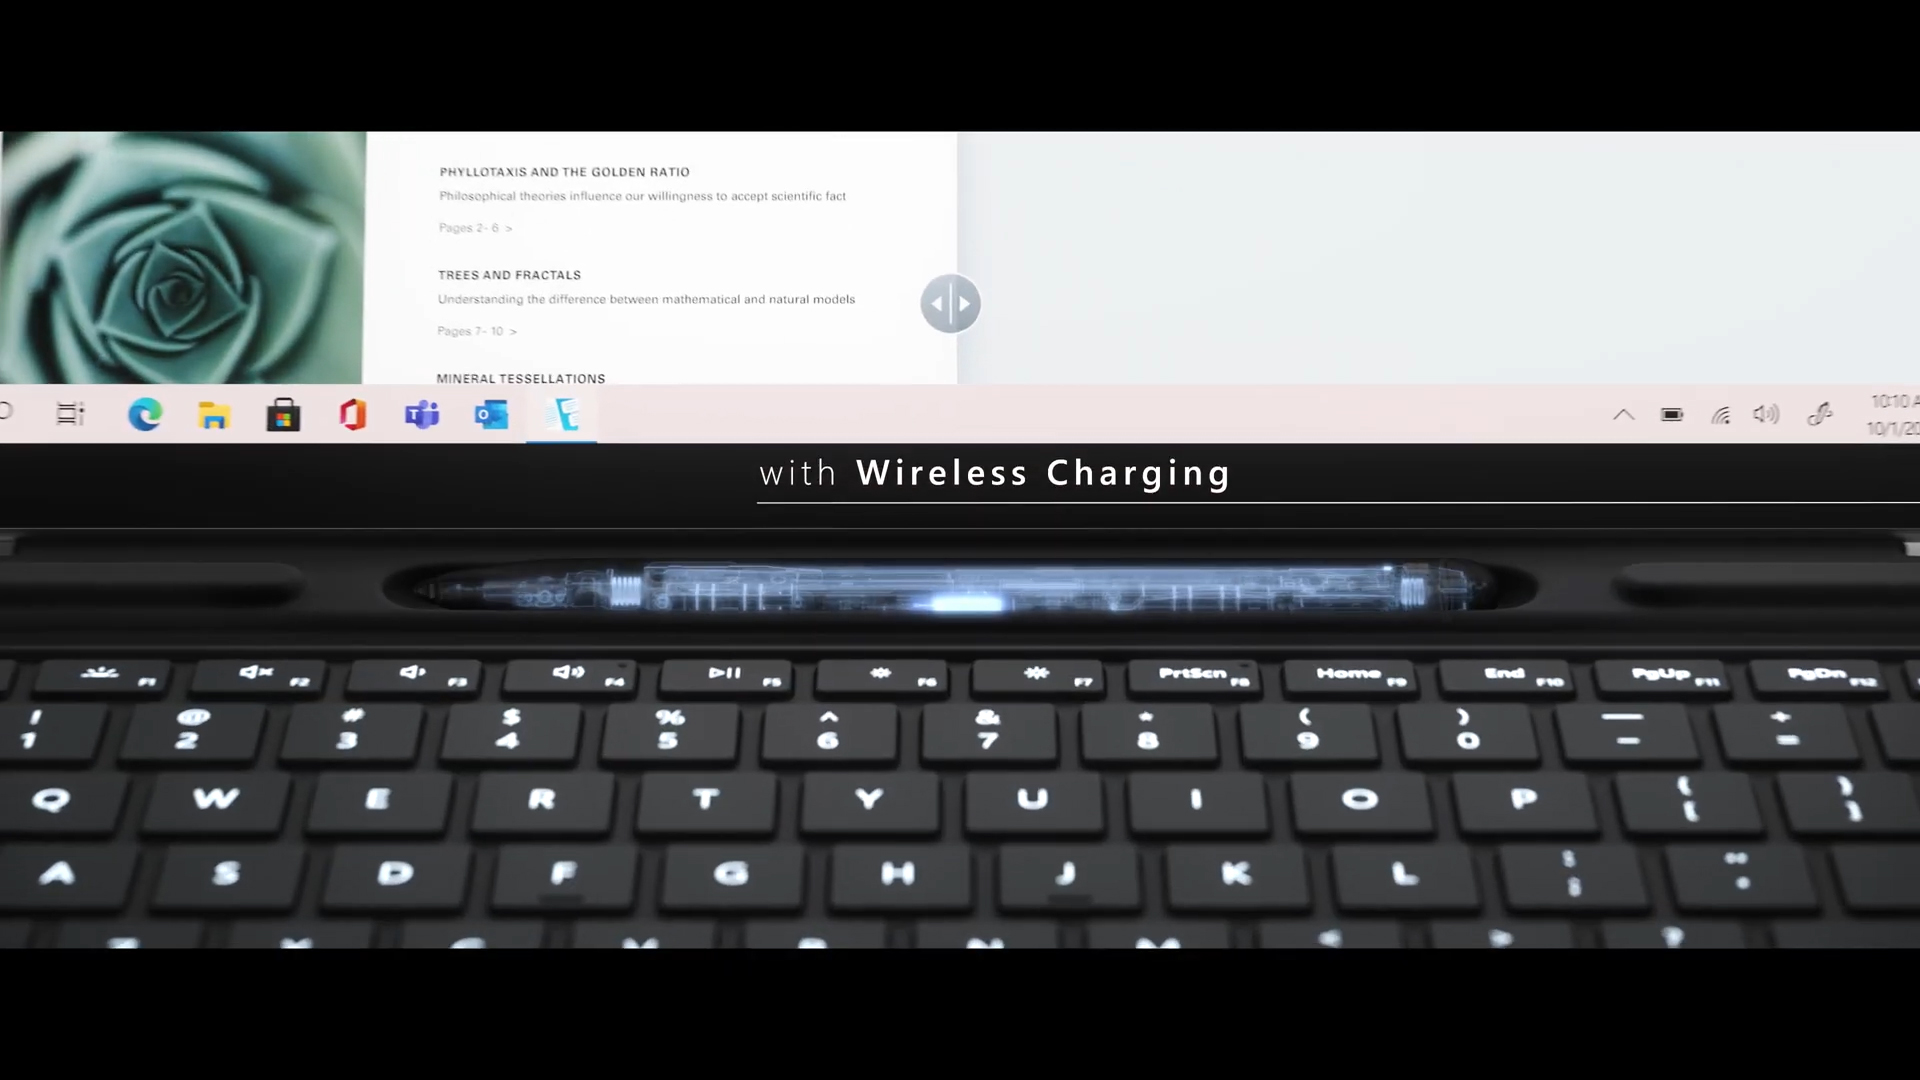 PHYLLOTAXIS AND THE GOLDEN RATIO
Philosophical theories influence our willingness to accept scientific fact
Pages 2- 6 >
TREES AND FRACTALS
Understanding the difference between mathematical and natural models
Pages 7- 10 >
MINERAL TESSELLATIONS
10:10 A
10/1/20
with Wireless Charging
F1 F2 F3 F4 F5 F6 F7 PrtScn F8 Home F9 End F10 PgUp F11 PgDn F12
! @ # $ % ^ & * ( ) — +
1 2 3 4 5 6 7 8 9 0 - =
Q W E R T Y U I O P { [ } ]
A S D F G H J K L